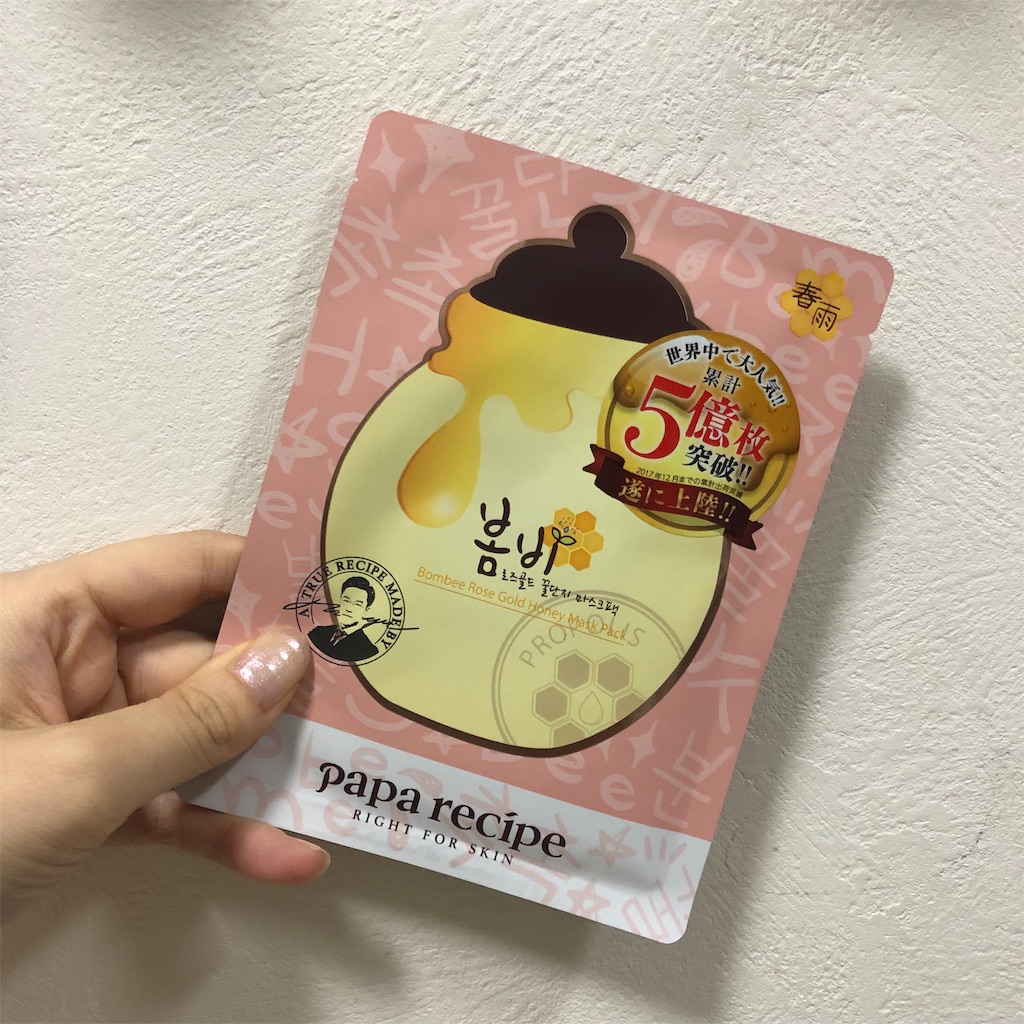 春雨
世界中で大人気!!
累計
5億枚
突破!!
2017年12月までの累計出荷実績
遂に上陸!!
봄비
로즈골드 꿀단지 마스크팩
Bombee Rose Gold Honey Mask Pack
PROPOLIS
A TRUE RECIPE MADE BY
papa recipe
RIGHT FOR SKIN